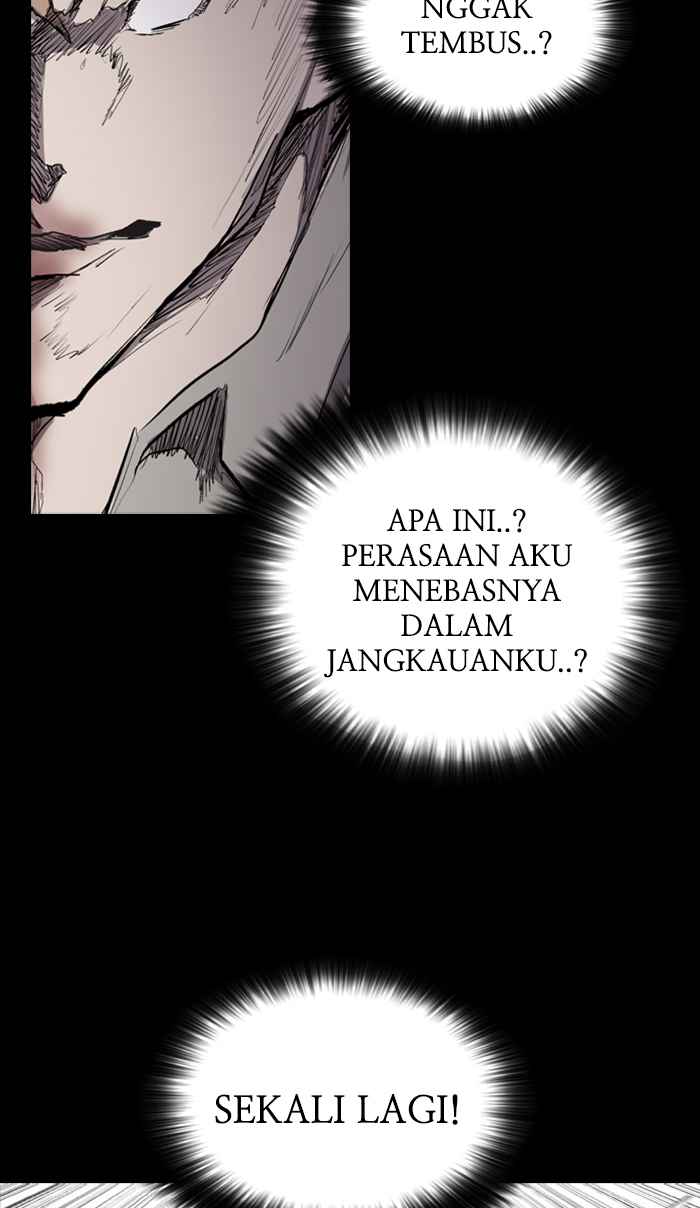 NGGAK
TEMBUS..?
APA INI..?
PERASAAN AKU
MENEBASNYA
DALAM
JANGKAUANKU..?
SEKALI LAGI!